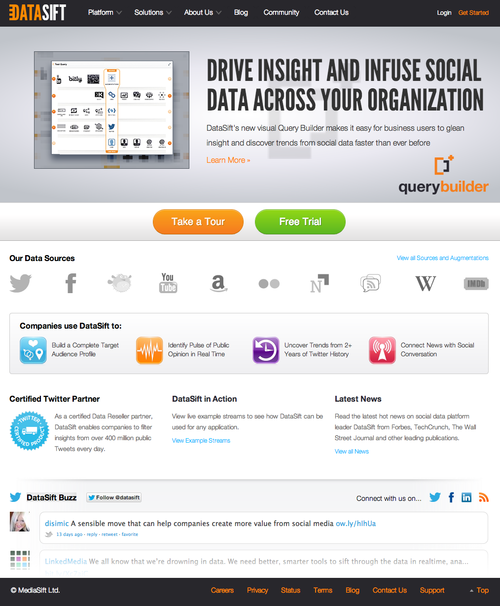 DATASIFT
Platform Solutions About Us Blog Community Contact Us Login Get Started
DRIVE INSIGHT AND INFUSE SOCIAL
DATA ACROSS YOUR ORGANIZATION
DataSift's new visual Query Builder makes it easy for business users to glean
insight and discover trends from social data faster than ever before
Learn More »
querybuilder
Take a Tour Free Trial
Our Data Sources View all Sources and Augmentations
You
Tube
W
IMDb
Companies use DataSift to:
Build a Complete Target
Audience Profile
Identify Pulse of Public
Opinion in Real Time
Uncover Trends from 2+
Years of Twitter History
Connect News with Social
Conversation
Certified Twitter Partner
TWITTER
CERTIFIED PRODUCT
As a certified Data Reseller partner,
DataSift enables companies to filter
insights from over 400 million public
Tweets every day.
DataSift in Action
View live example streams to see how DataSift can be
used for any application.
View Example Streams
Latest News
Read the latest hot news on social data platform
leader DataSift from Forbes, TechCrunch, The Wall
Street Journal and other leading publications.
View all News
DataSift Buzz Follow @datasift Connect with us on...
disimic A sensible move that can help companies create more value from social media ow.ly/hIhUa
13 days ago · reply · retweet · favorite
LinkedMedia We all know that we're drowning in data. We need better, smarter tools to sift through the data in realtime, ana...
© MediaSift Ltd. Careers Privacy Status Terms Blog Contact Us Support Top